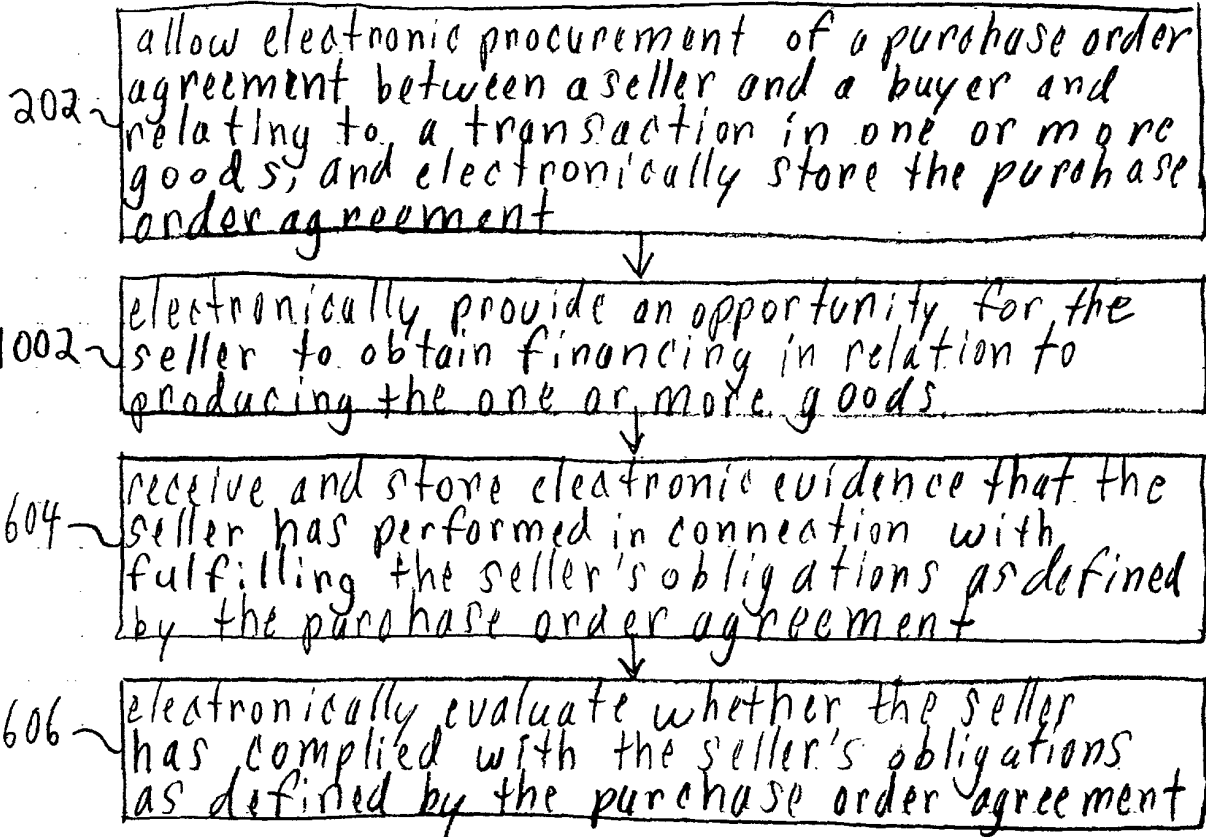 allow electronic procurement of a purchase order
202 agreement between a seller and a buyer and
relating to a transaction in one or more
goods, and electronically store the purchase
order agreement
electronically provide an opportunity for the
1002 seller to obtain financing in relation to
producing the one or more goods.
receive and store electronic evidence that the
604 seller has performed in connection with
fulfilling the seller's obligations as defined
by the purchase order agreement
606 electronically evaluate whether the seller
has complied with the seller's obligations
as defined by the purchase order agreement